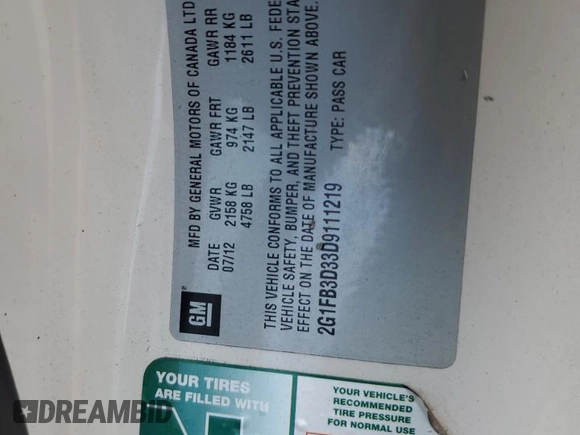 MFD BY GENERAL MOTORS OF CANADA LTD
DATE GVWR GAWR FRT GAWR RR
07/12 2158 KG 974 KG 1184 KG
4758 LB 2147 LB 2611 LB
THIS VEHICLE CONFORMS TO ALL APPLICABLE U.S. FEDE
VEHICLE SAFETY, BUMPER, AND THEFT PREVENTION STA
EFFECT ON THE DATE OF MANUFACTURE SHOWN ABOVE.
2G1FB3D33D9111219 TYPE: PASS CAR
GM
YOUR TIRES
ARE FILLED WITH
YOUR VEHICLE'S
RECOMMENDED
TIRE PRESSURE
FOR NORMAL USE
DREAMBID